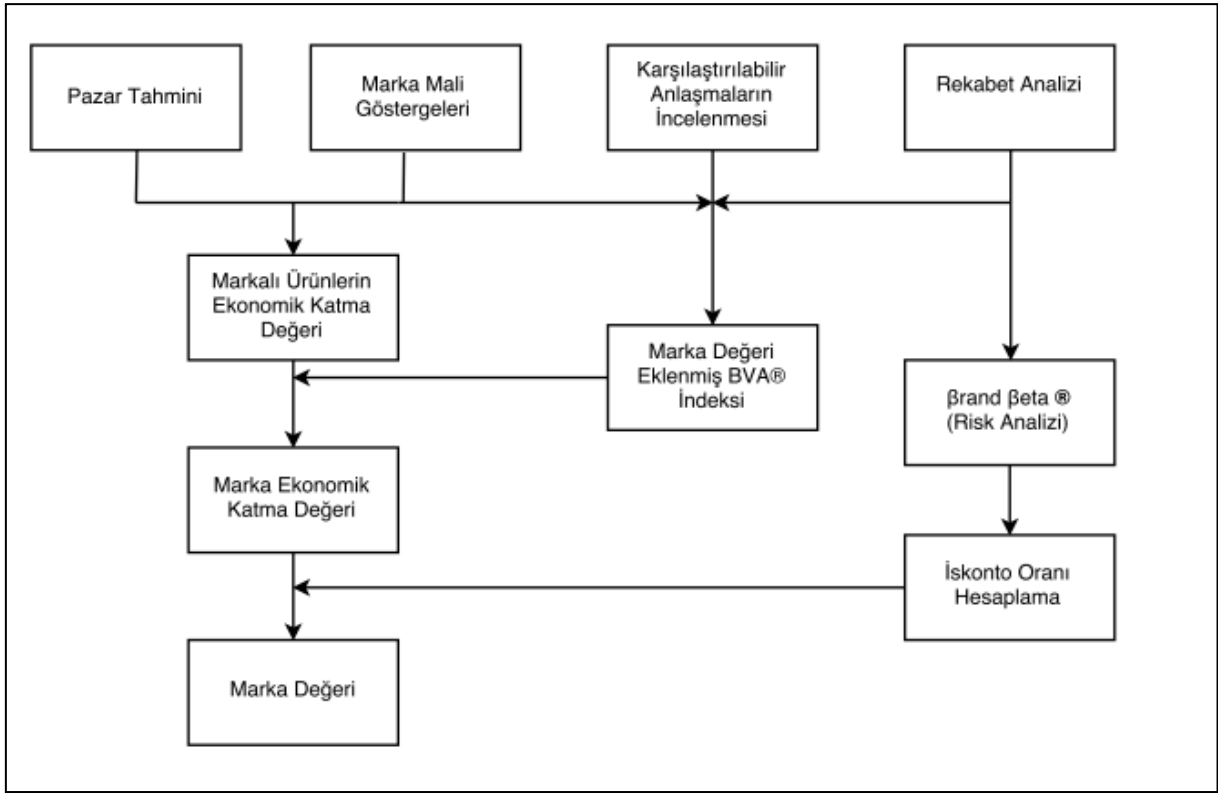 Pazar Tahmini
Marka Mali
Göstergeleri
Karşılaştırılabilir
Anlaşmaların
İncelenmesi
Rekabet Analizi
Markalı Ürünlerin
Ekonomik Katma
Değeri
Marka Değeri
Eklenmiş BVA®
İndeksi
βrand βeta ®
(Risk Analizi)
Marka Ekonomik
Katma Değeri
İskonto Oranı
Hesaplama
Marka Değeri